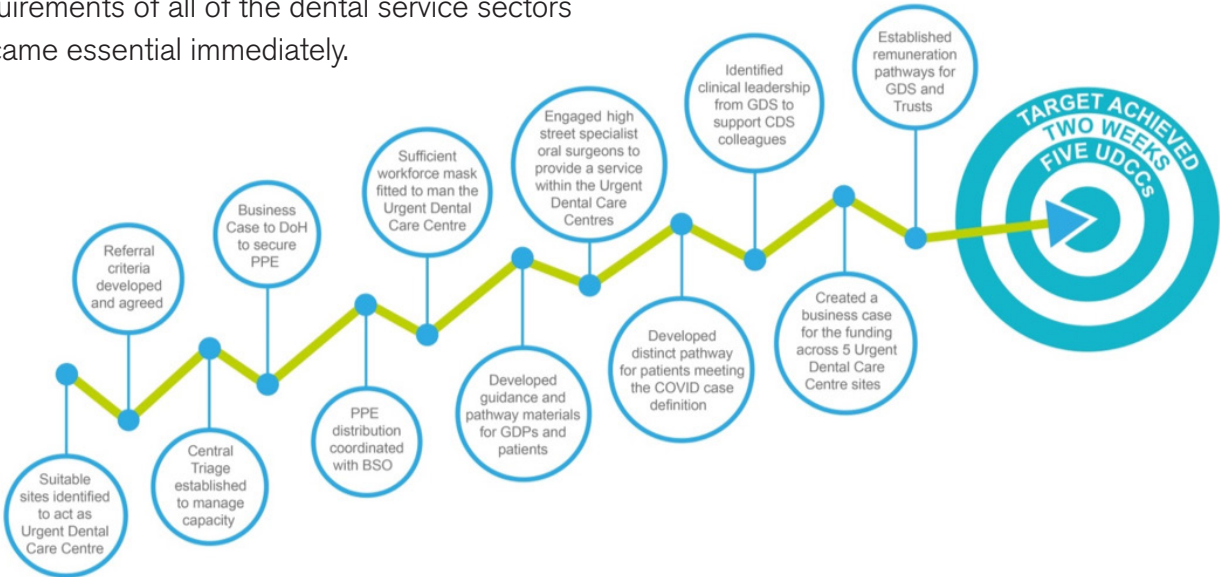 uirements of all of the dental service sectors
came essential immediately.
Suitable
sites identified
to act as
Urgent Dental
Care Centre
Referral
criteria
developed
and agreed
Central
Triage
established
to manage
capacity
Business
Case to DoH
to secure
PPE
PPE
distribution
coordinated
with BSO
Sufficient
workforce mask
fitted to man the
Urgent Dental
Care Centre
Developed
guidance and
pathway materials
for GDPs and
patients
Engaged high
street specialist
oral surgeons to
provide a service
within the Urgent
Dental Care
Centres
Developed
distinct pathway
for patients meeting
the COVID case
definition
Identified
clinical leadership
from GDS to
support CDS
colleagues
Created a
business case
for the funding
across 5 Urgent
Dental Care
Centre sites
Established
remuneration
pathways for
GDS and
Trusts
TARGET ACHIEVED
TWO WEEKS
FIVE UDCCs